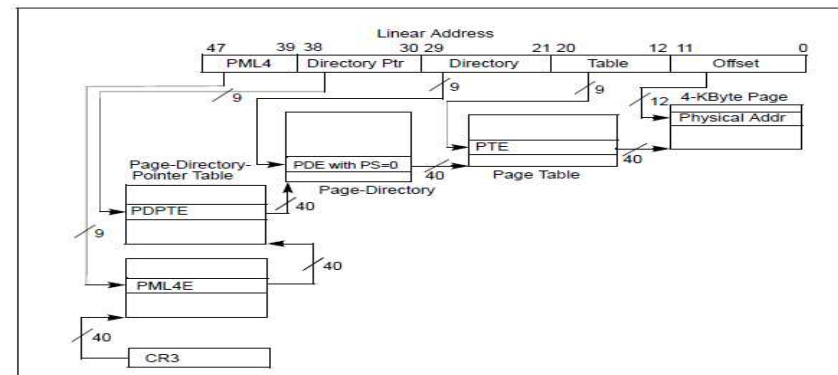 Linear Address
47 39 38 30 29 21 20 12 11 0
PML4 Directory Ptr Directory Table Offset
9 9 9
12 4-KByte Page
Physical Addr
PTE
40
Page Table
PDE with PS=0
40
Page-Directory
Page-Directory-
Pointer Table
PDPTE
40
9
40
PML4E
40
CR3